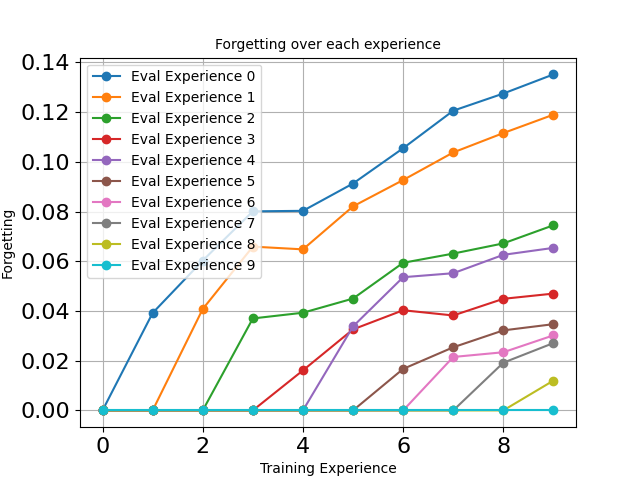 Forgetting over each experience
0.14
0.12
0.10
0.08
0.06
0.04
0.02
0.00
Forgetting
Eval Experience 0
Eval Experience 1
Eval Experience 2
Eval Experience 3
Eval Experience 4
Eval Experience 5
Eval Experience 6
Eval Experience 7
Eval Experience 8
Eval Experience 9
0 2 4 6 8
Training Experience